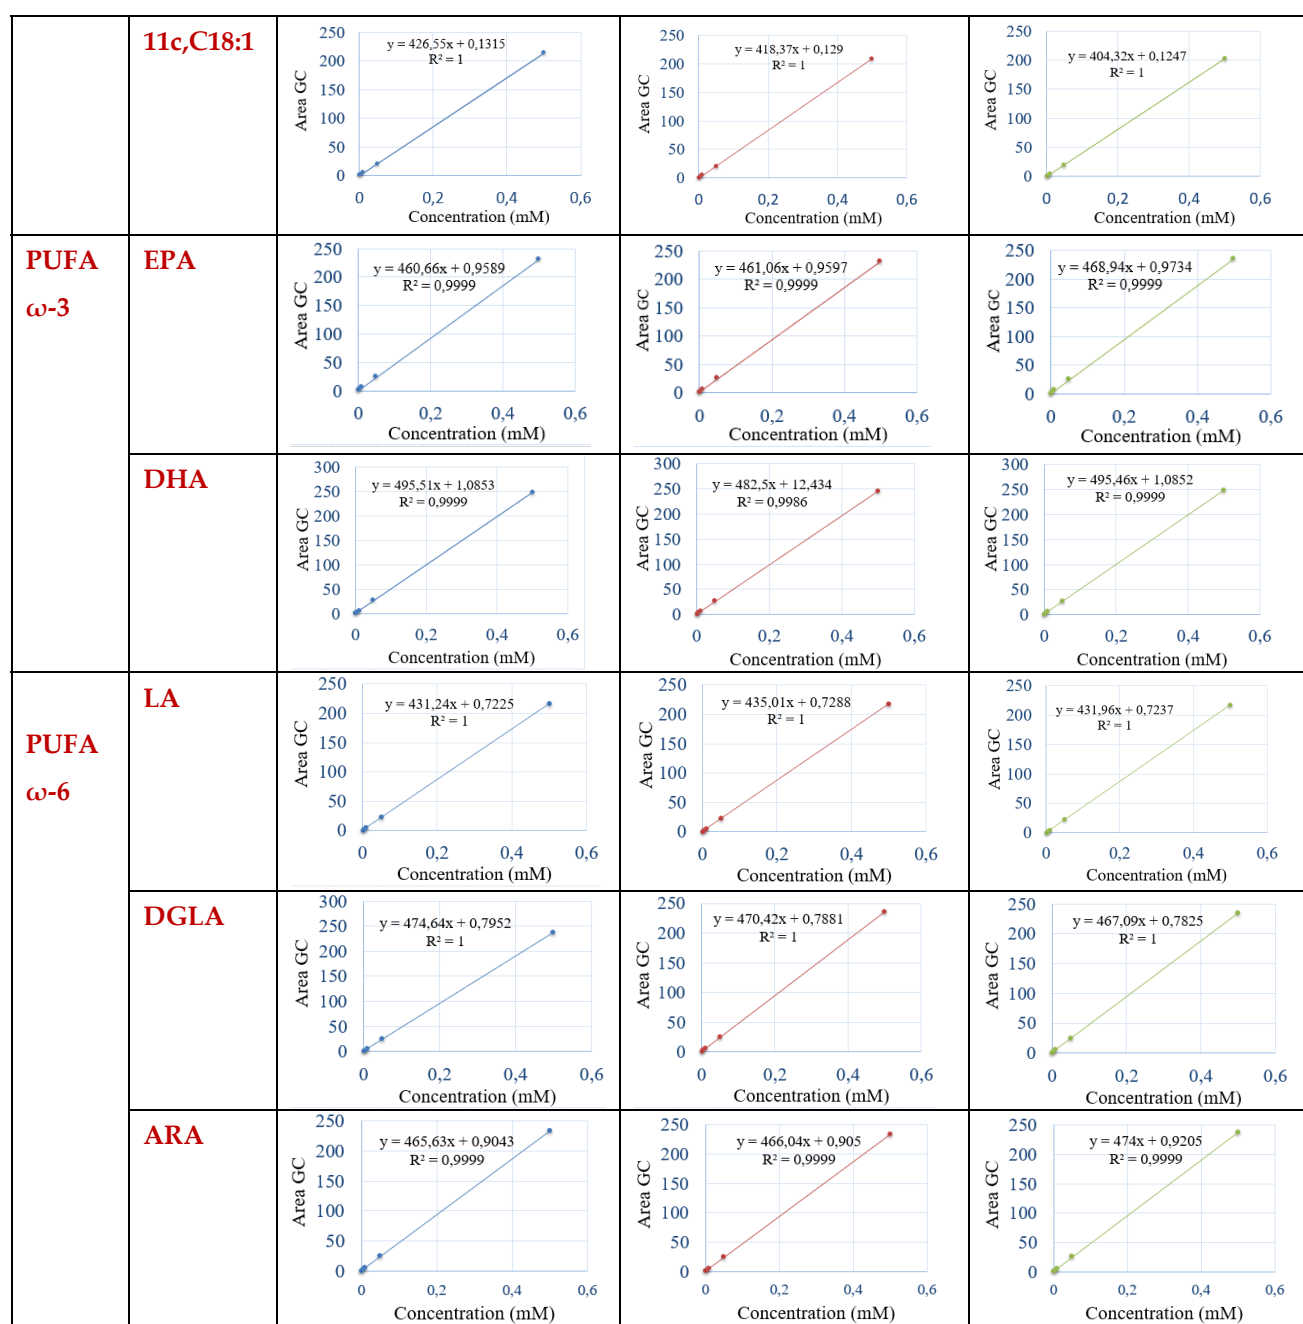 11c,C18:1
250
200
150
100
50
0
Area GC
y = 426,55x + 0,1315
R² = 1
0 0,2 0,4 0,6
Concentration (mM)
250
200
150
100
50
0
Area GC
y = 418,37x + 0,129
R² = 1
0 0,2 0,4 0,6
Concentration (mM)
250
200
150
100
50
0
Area GC
y = 404,32x + 0,1247
R² = 1
0 0,2 0,4 0,6
Concentration (mM)
PUFA
ω-3
EPA
250
200
150
100
50
0
Area GC
y = 460,66x + 0,9589
R² = 0,9999
0 0,2 0,4 0,6
Concentration (mM)
250
200
150
100
50
0
Area GC
y = 461,06x + 0,9597
R² = 0,9999
0 0,2 0,4 0,6
Concentration (mM)
250
200
150
100
50
0
Area GC
y = 468,94x + 0,9734
R² = 0,9999
0 0,2 0,4 0,6
Concentration (mM)
DHA
300
250
200
150
100
50
0
Area GC
y = 495,51x + 1,0853
R² = 0,9999
0 0,2 0,4 0,6
Concentration (mM)
300
250
200
150
100
50
0
Area GC
y = 482,5x + 12,434
R² = 0,9986
0 0,2 0,4 0,6
Concentration (mM)
300
250
200
150
100
50
0
Area GC
y = 495,46x + 1,0852
R² = 0,9999
0 0,2 0,4 0,6
Concentration (mM)
PUFA
ω-6
LA
250
200
150
100
50
0
Area GC
y = 431,24x + 0,7225
R² = 1
0 0,2 0,4 0,6
Concentration (mM)
250
200
150
100
50
0
Area GC
y = 435,01x + 0,7288
R² = 1
0 0,2 0,4 0,6
Concentration (mM)
250
200
150
100
50
0
Area GC
y = 431,96x + 0,7237
R² = 1
0 0,2 0,4 0,6
Concentration (mM)
DGLA
300
250
200
150
100
50
0
Area GC
y = 474,64x + 0,7952
R² = 1
0 0,2 0,4 0,6
Concentration (mM)
250
200
150
100
50
0
Area GC
y = 470,42x + 0,7881
R² = 1
0 0,2 0,4 0,6
Concentration (mM)
250
200
150
100
50
0
Area GC
y = 467,09x + 0,7825
R² = 1
0 0,2 0,4 0,6
Concentration (mM)
ARA
250
200
150
100
50
0
Area GC
y = 465,63x + 0,9043
R² = 0,9999
0 0,2 0,4 0,6
Concentration (mM)
250
200
150
100
50
0
Area GC
y = 466,04x + 0,905
R² = 0,9999
0 0,2 0,4 0,6
Concentration (mM)
250
200
150
100
50
0
Area GC
y = 474x + 0,9205
R² = 0,9999
0 0,2 0,4 0,6
Concentration (mM)